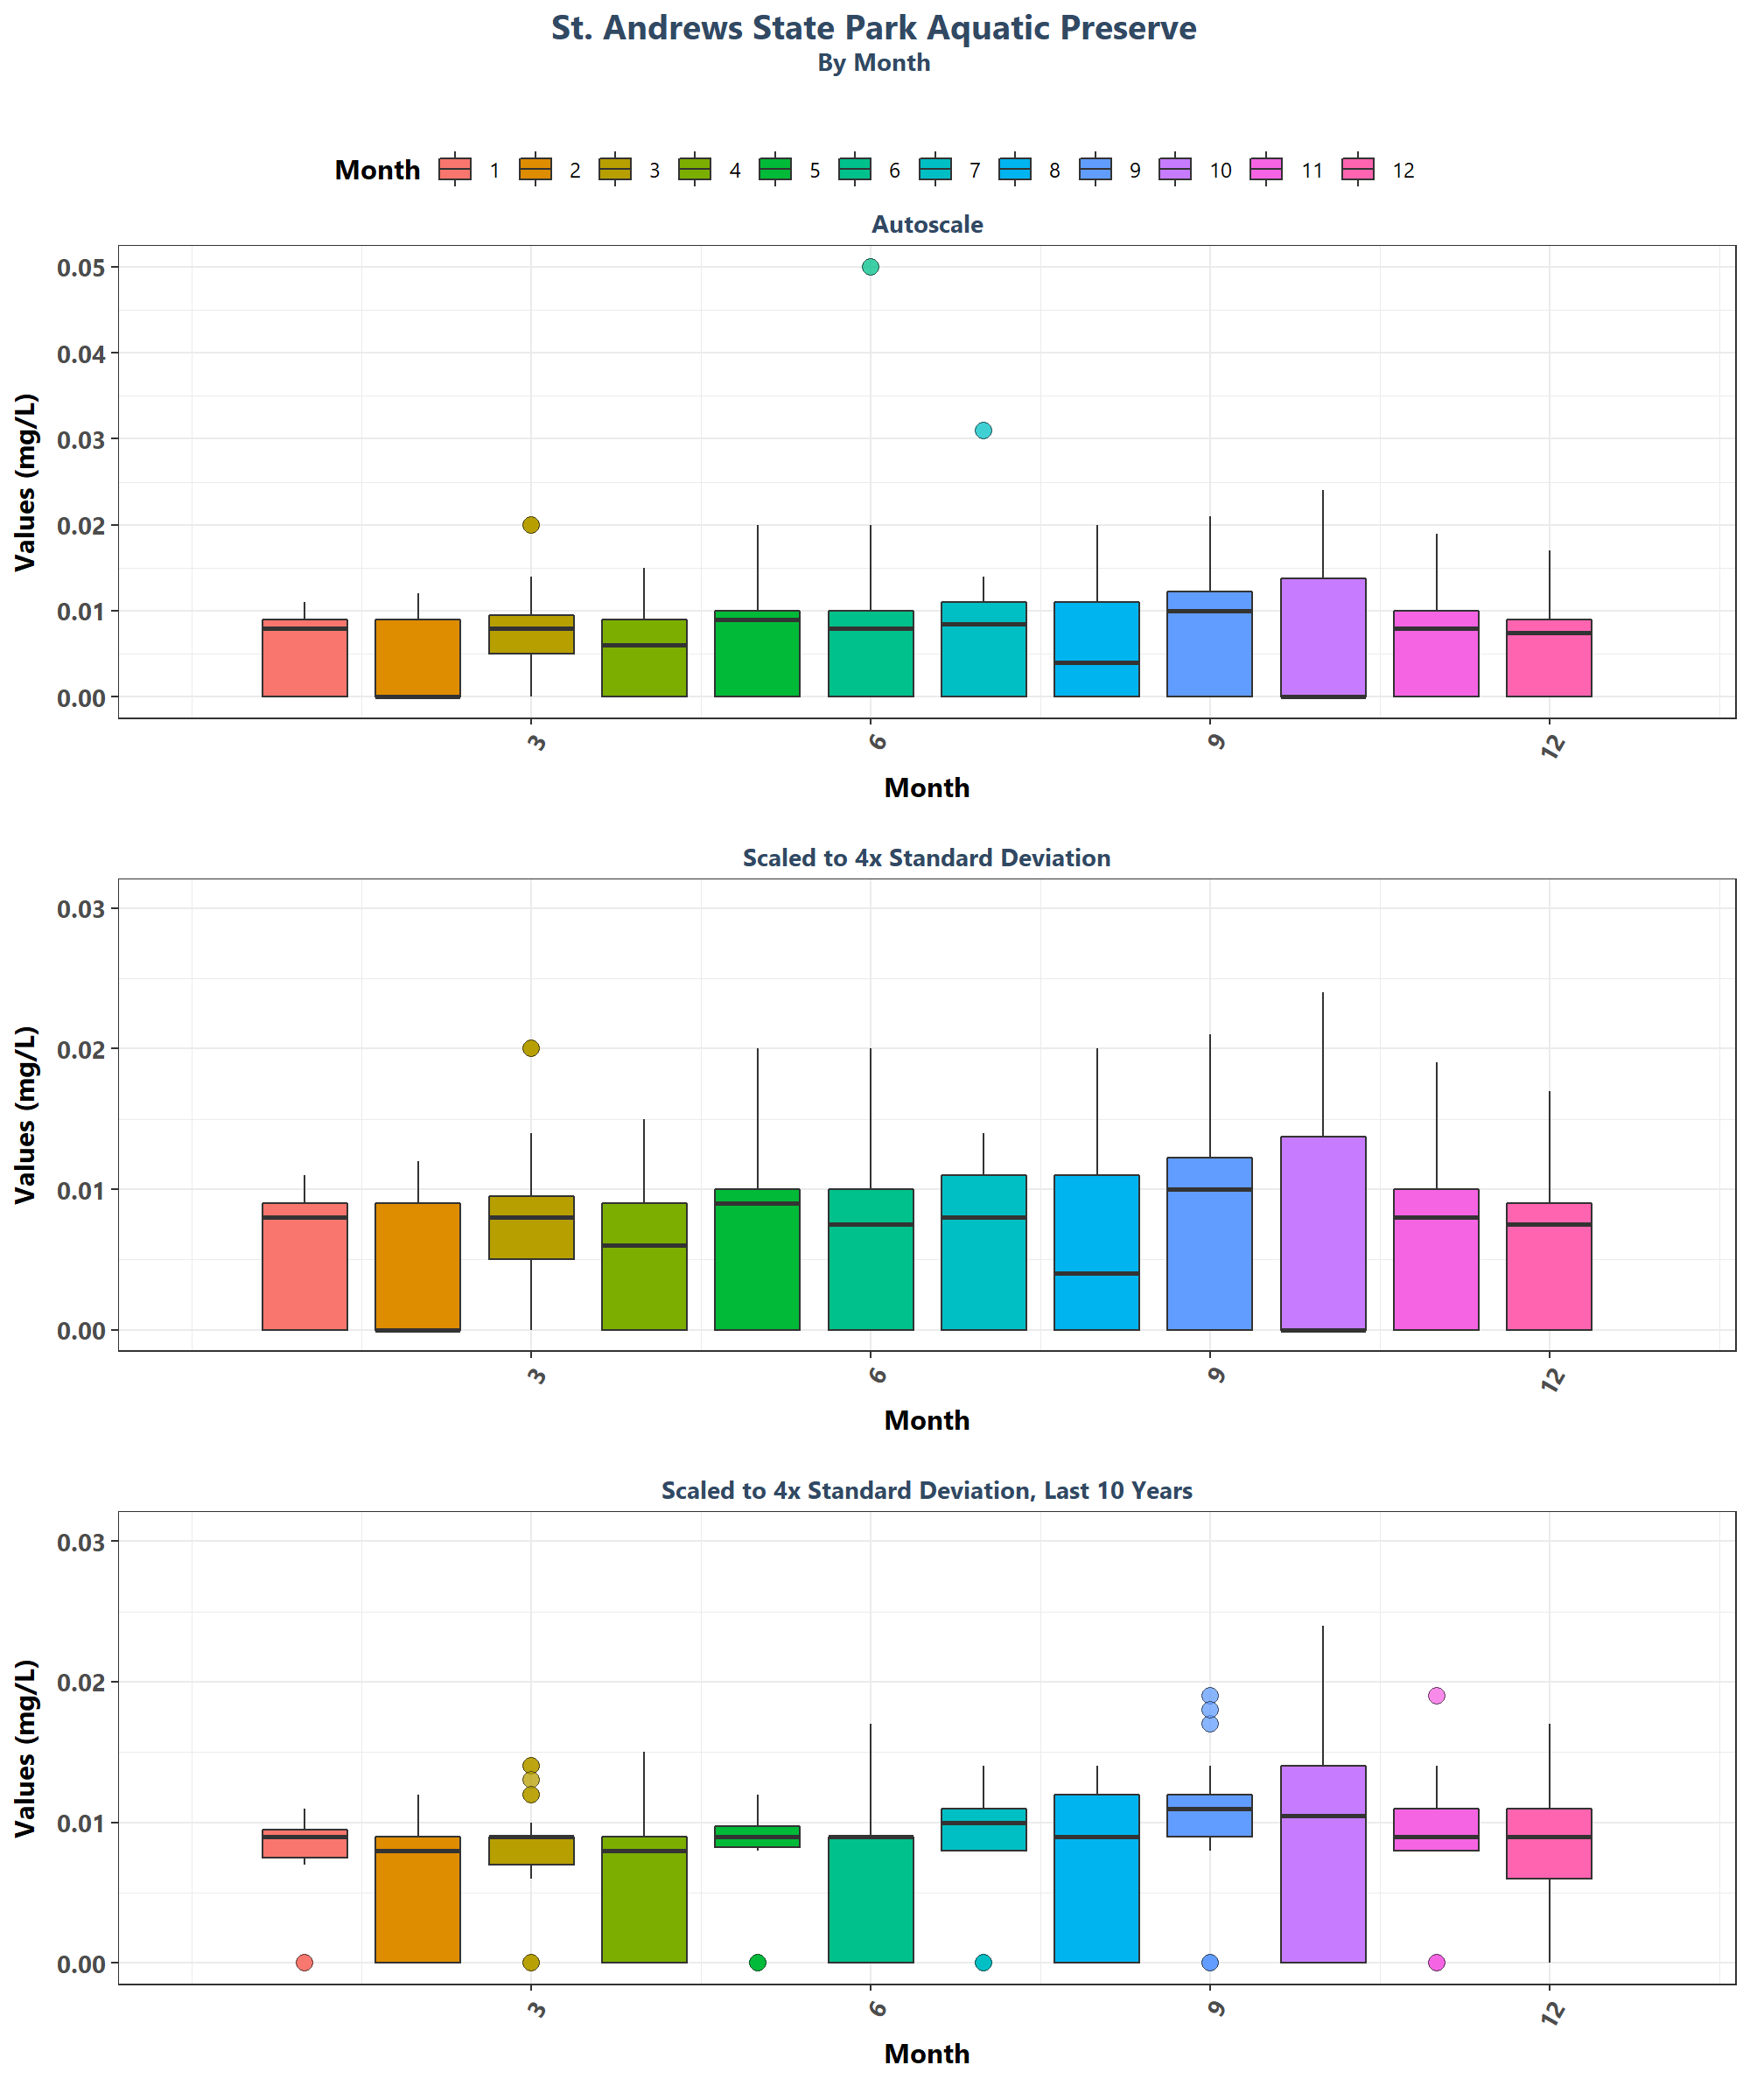 St. Andrews State Park Aquatic Preserve
By Month
Month 1 2 3 4 5 6 7 8 9 10 11 12
Autoscale
Values (mg/L)
0.05
0.04
0.03
0.02
0.01
0.00
3 6 9 12
Month
Scaled to 4x Standard Deviation
Values (mg/L)
0.03
0.02
0.01
0.00
3 6 9 12
Month
Scaled to 4x Standard Deviation, Last 10 Years
Values (mg/L)
0.03
0.02
0.01
0.00
3 6 9 12
Month